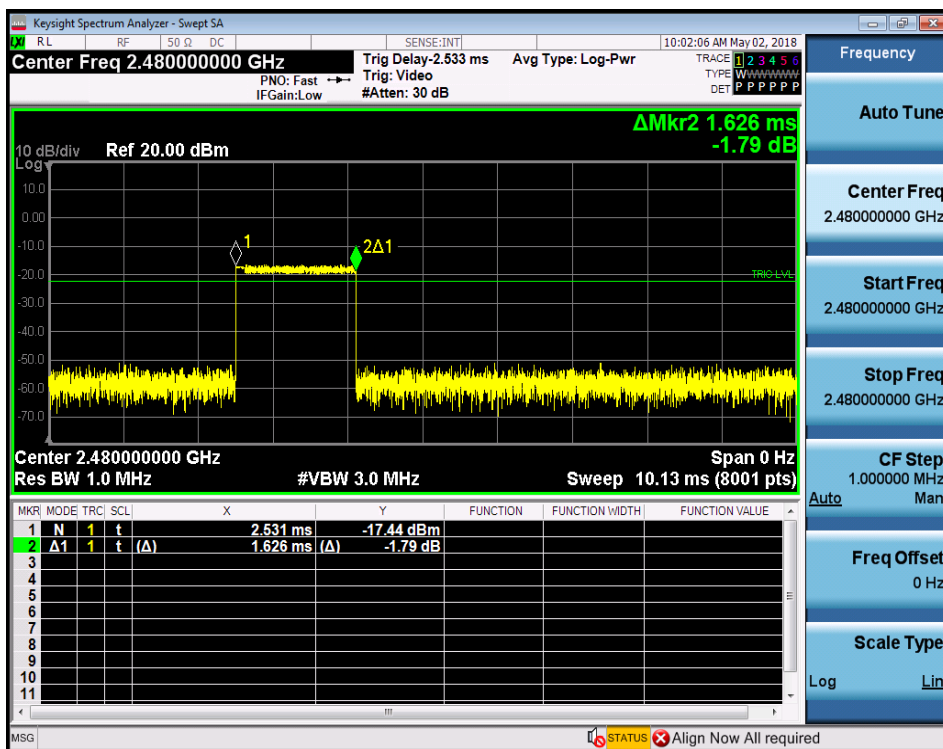 Keysight Spectrum Analyzer - Swept SA
LXI RL RF 50 Ω DC SENSE:INT 10:02:06 AM May 02, 2018
Center Freq 2.480000000 GHz
PNO: Fast
IFGain:Low
Trig Delay-2.533 ms
Trig: Video
#Atten: 30 dB
Avg Type: Log-Pwr
TRACE 1 2 3 4 5 6
TYPE WWWWWW
DET P P P P P P
ΔMkr2 1.626 ms
-1.79 dB
10 dB/div Ref 20.00 dBm
Log
10.0
0.00
-10.0
-20.0
-30.0
-40.0
-50.0
-60.0
-70.0
1
2Δ1
TRIG LVL
Center 2.480000000 GHz Span 0 Hz
Res BW 1.0 MHz #VBW 3.0 MHz Sweep 10.13 ms (8001 pts)
MKR MODE TRC SCL X Y FUNCTION FUNCTION WIDTH FUNCTION VALUE
1 N 1 t 2.531 ms -17.44 dBm
2 Δ1 1 t (Δ) 1.626 ms (Δ) -1.79 dB
3
4
5
6
7
8
9
10
11
MSG STATUS Align Now All required
Frequency
Auto Tune
Center Freq
2.480000000 GHz
Start Freq
2.480000000 GHz
Stop Freq
2.480000000 GHz
CF Step
1.000000 MHz
Auto Man
Freq Offset
0 Hz
Scale Type
Log Lin